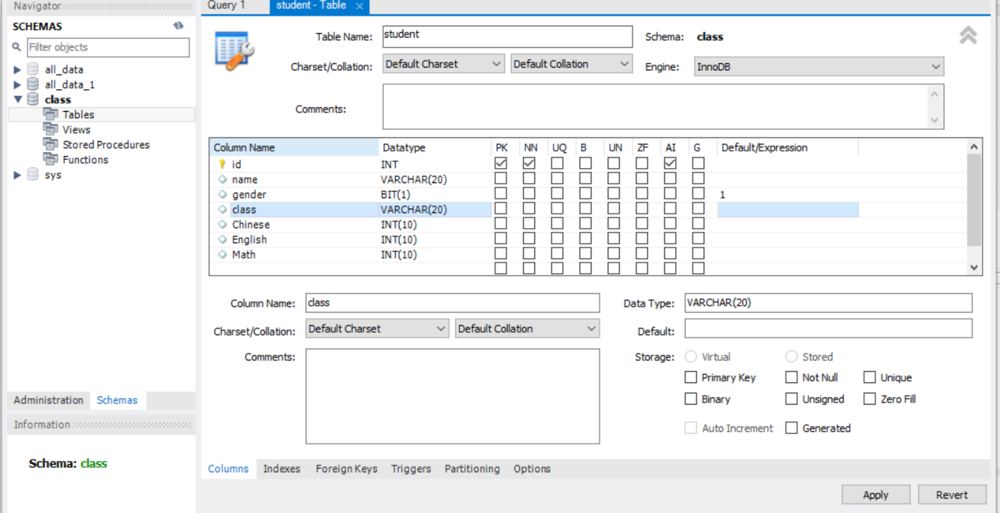 Navigator
SCHEMAS
Filter objects
all_data
all_data_1
class
Tables
Views
Stored Procedures
Functions
sys
Administration Schemas
Information
Schema: class
Query 1 student - Table ×
Table Name: student Schema: class
Charset/Collation: Default Charset Default Collation Engine: InnoDB
Comments:
Column Name Datatype PK NN UQ B UN ZF AI G Default/Expression
id INT
name VARCHAR(20)
gender BIT(1) 1
class VARCHAR(20)
Chinese INT(10)
English INT(10)
Math INT(10)
Column Name: class Data Type: VARCHAR(20)
Charset/Collation: Default Charset Default Collation Default:
Comments: Storage: Virtual Stored
Primary Key Not Null Unique
Binary Unsigned Zero Fill
Auto Increment Generated
Columns Indexes Foreign Keys Triggers Partitioning Options
Apply Revert